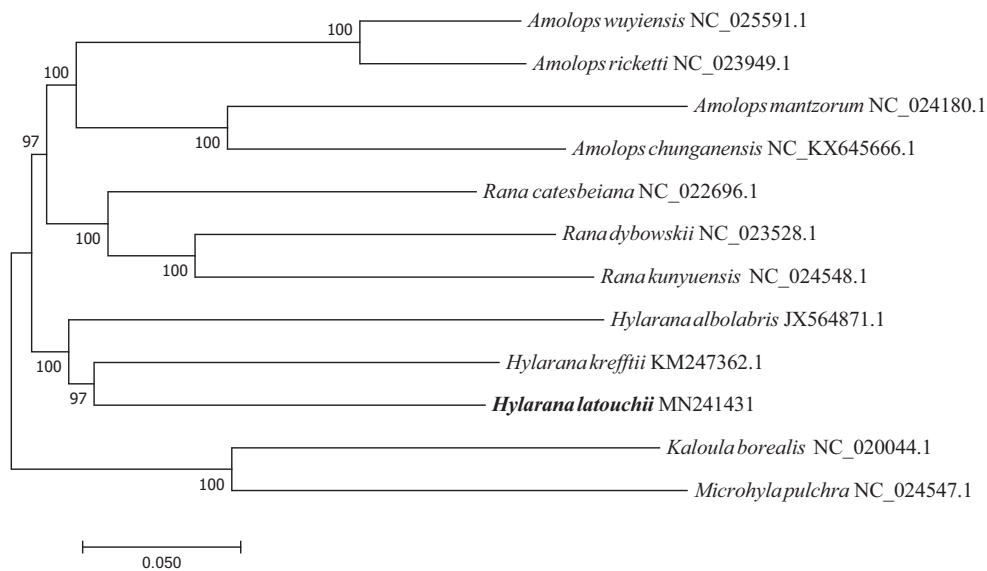 100
Amolops wuyiensis NC_025591.1
Amolops ricketti NC_023949.1
100
Amolops mantzorum NC_024180.1
100
Amolops chunganensis NC_KX645666.1
97
Rana catesbeiana NC_022696.1
100
Rana dybowskii NC_023528.1
100
Rana kunyuensis NC_024548.1
Hylarana albolabris JX564871.1
100
Hylarana krefftii KM247362.1
97
Hylarana latouchii MN241431
Kaloula borealis NC_020044.1
100
Microhyla pulchra NC_024547.1
0.050